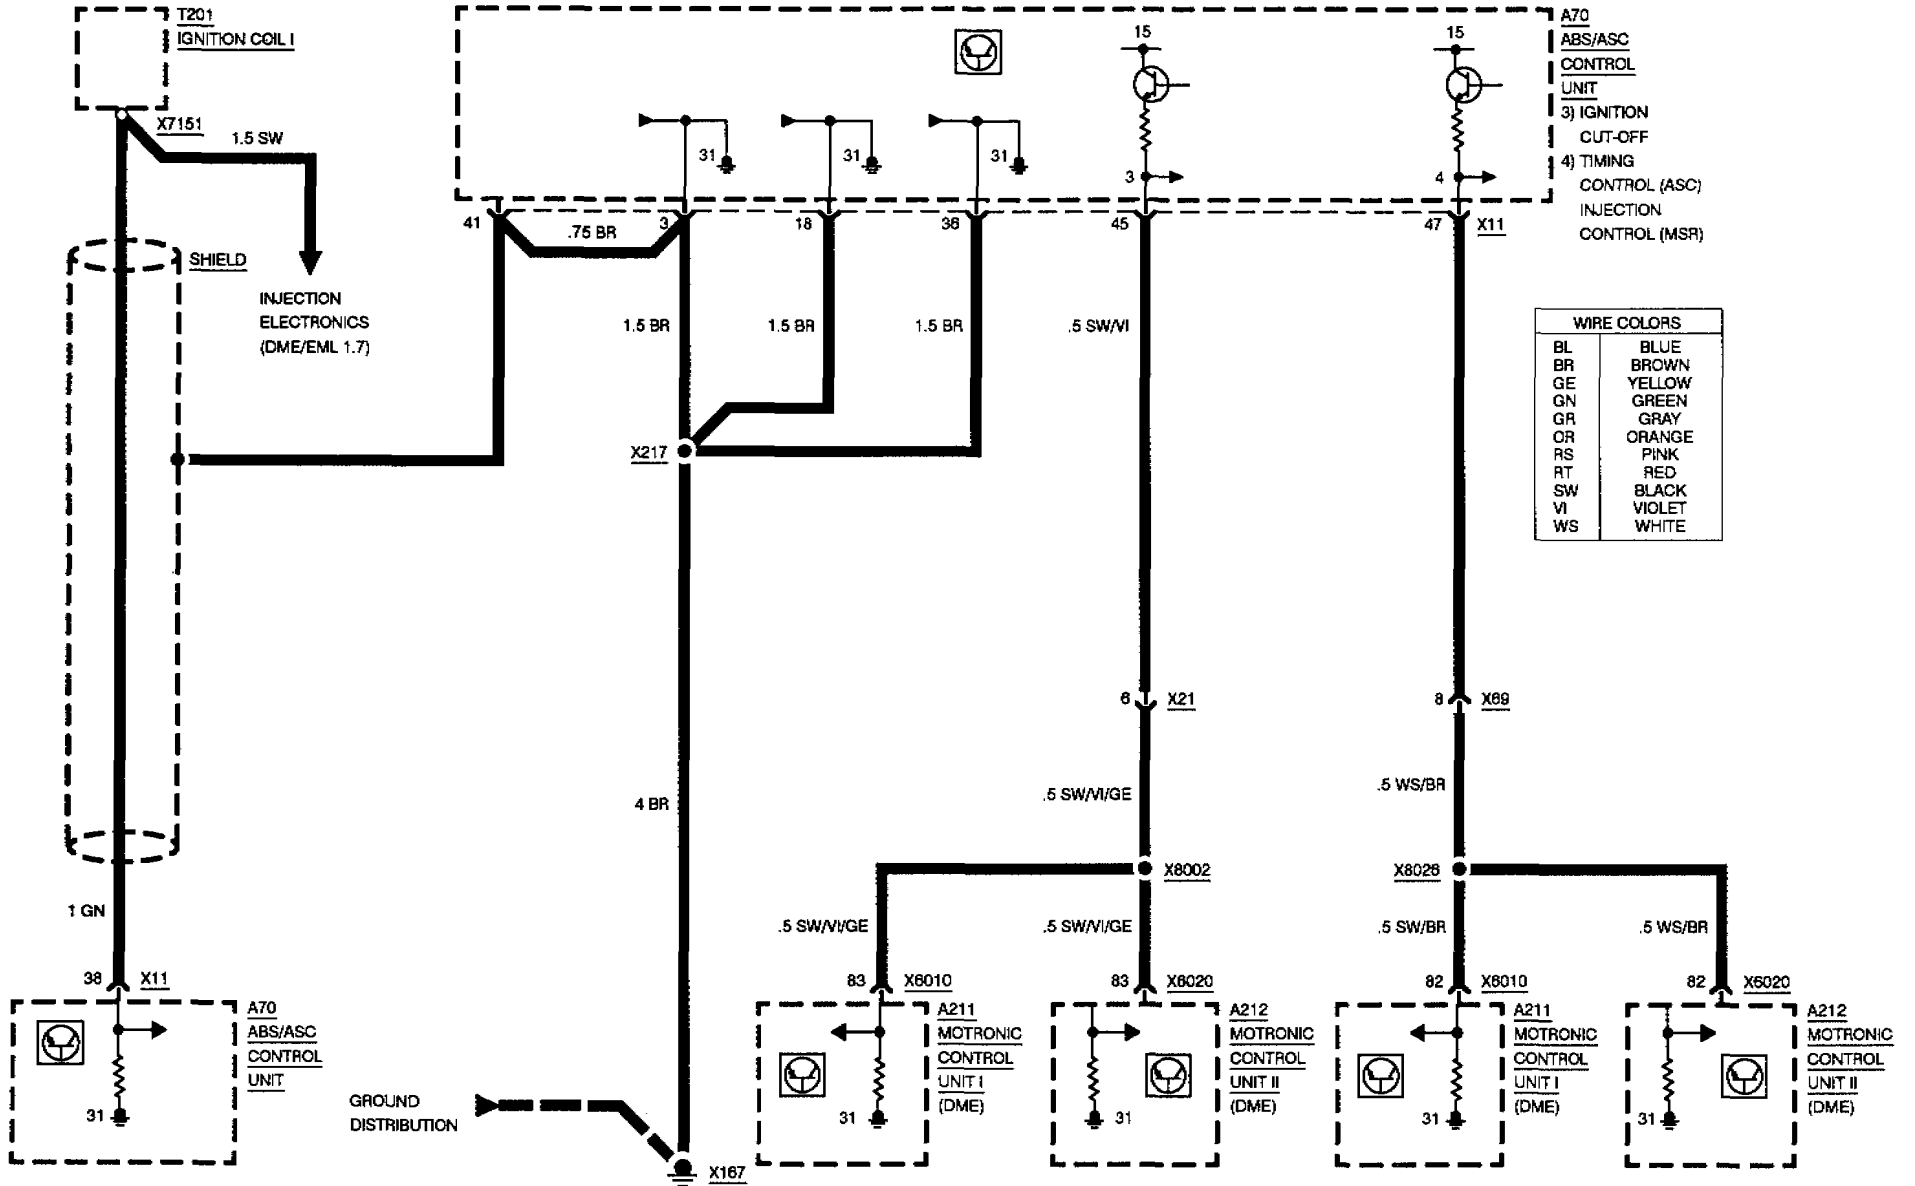 T201
IGNITION COIL I
X7151
1.5 SW
SHIELD
INJECTION
ELECTRONICS
(DME/EML 1.7)
1 GN
38
X11
A70
ABS/ASC
CONTROL
UNIT
31
15
15
31
31
31
3
4
A70
ABS/ASC
CONTROL
UNIT
3) IGNITION
CUT-OFF
4) TIMING
CONTROL (ASC)
INJECTION
CONTROL (MSR)
41
.75 BR
3
18
36
45
47
X11
1.5 BR
1.5 BR
1.5 BR
.5 SW/VI
WIRE COLORS
BL BLUE
BR BROWN
GE YELLOW
GN GREEN
GR GRAY
OR ORANGE
RS PINK
RT RED
SW BLACK
VI VIOLET
WS WHITE
X217
6
X21
8
X69
4 BR
.5 SW/VI/GE
.5 WS/BR
X8002
X8026
.5 SW/VI/GE
.5 SW/VI/GE
.5 SW/BR
.5 WS/BR
83
X6010
83
X6020
82
X6010
82
X6020
A211
MOTRONIC
CONTROL
UNIT I
(DME)
31
A212
MOTRONIC
CONTROL
UNIT II
(DME)
31
A211
MOTRONIC
CONTROL
UNIT I
(DME)
31
A212
MOTRONIC
CONTROL
UNIT II
(DME)
31
GROUND
DISTRIBUTION
X167